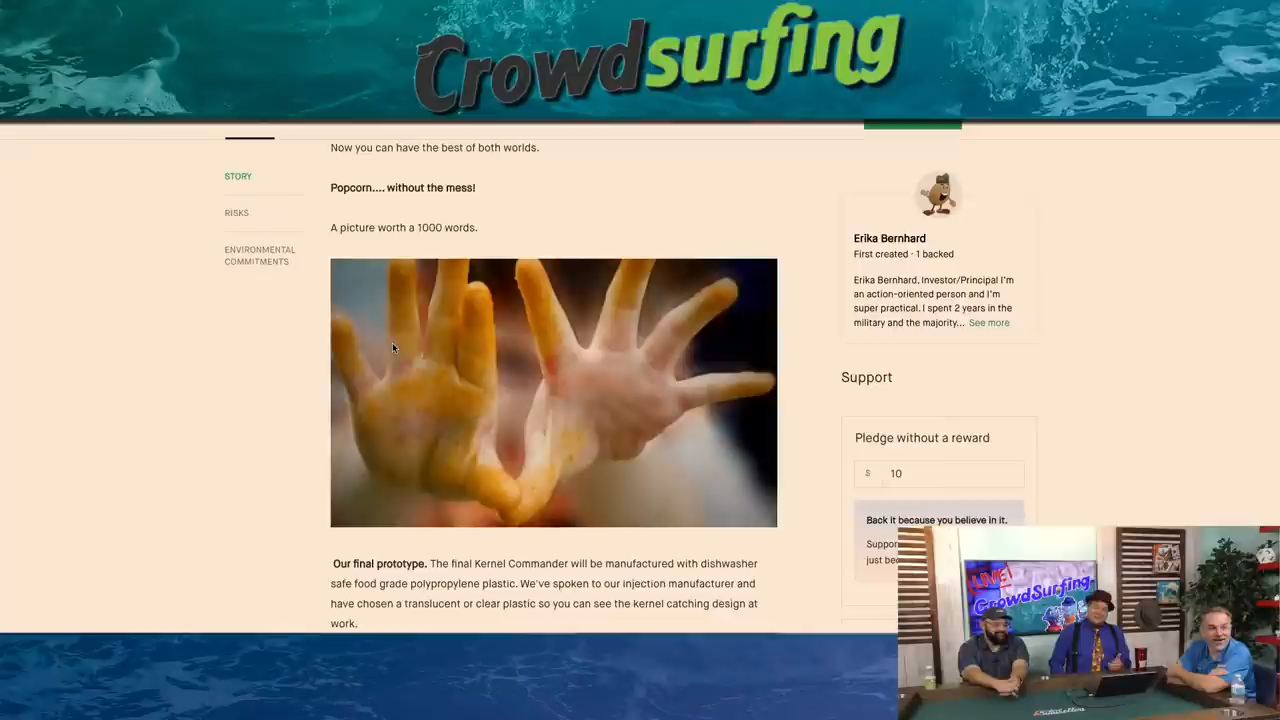 Crowdsurfing
Now you can have the best of both worlds.
STORY
Popcorn.... without the mess!
RISKS
A picture worth a 1000 words.
ENVIRONMENTAL
COMMITMENTS
Erika Bernhard
First created · 1 backed
Erika Bernhard, Investor/Principal I'm
an action-oriented person and I'm
super practical. I spent 2 years in the
military and the majority... See more
Support
Pledge without a reward
$ 10
Back it because you believe in it.
Our final prototype. The final Kernel Commander will be manufactured with dishwasher
safe food grade polypropylene plastic. We've spoken to our injection manufacturer and
have chosen a translucent or clear plastic so you can see the kernel catching design at
work.
LIVE!
CrowdSurfing